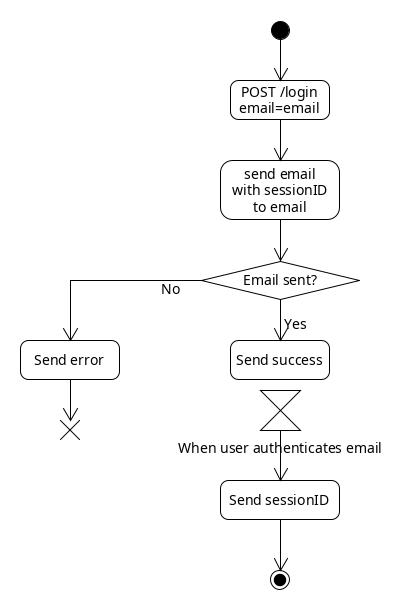 POST /login
email=email
send email
with sessionID
to email
Email sent?
No
Yes
Send error
Send success
When user authenticates email
Send sessionID